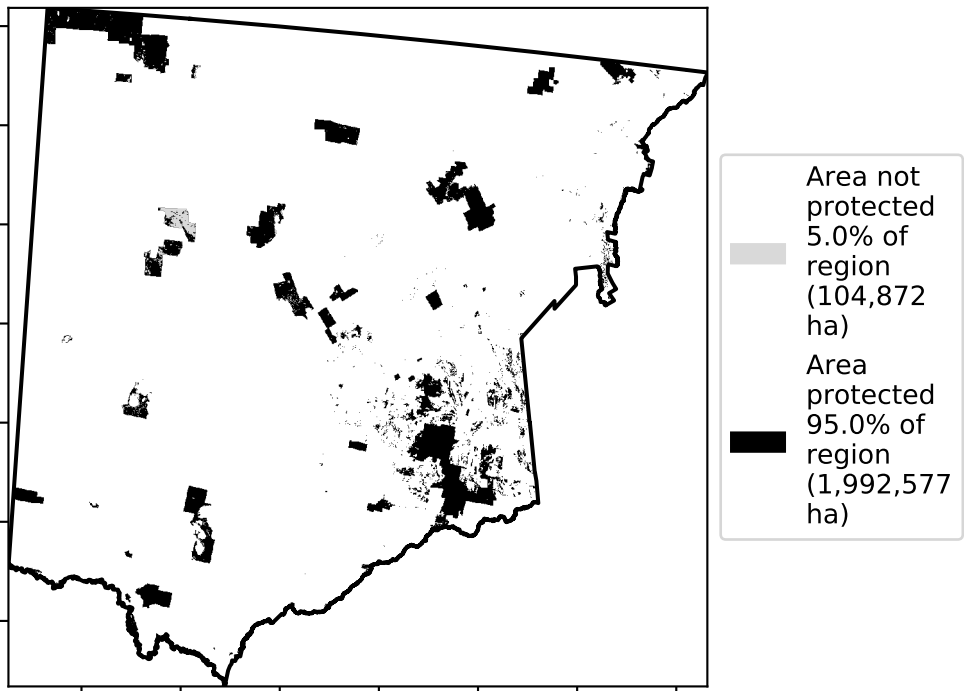 Area not
protected
5.0% of
region
(104,872
ha)
Area
protected
95.0% of
region
(1,992,577
ha)